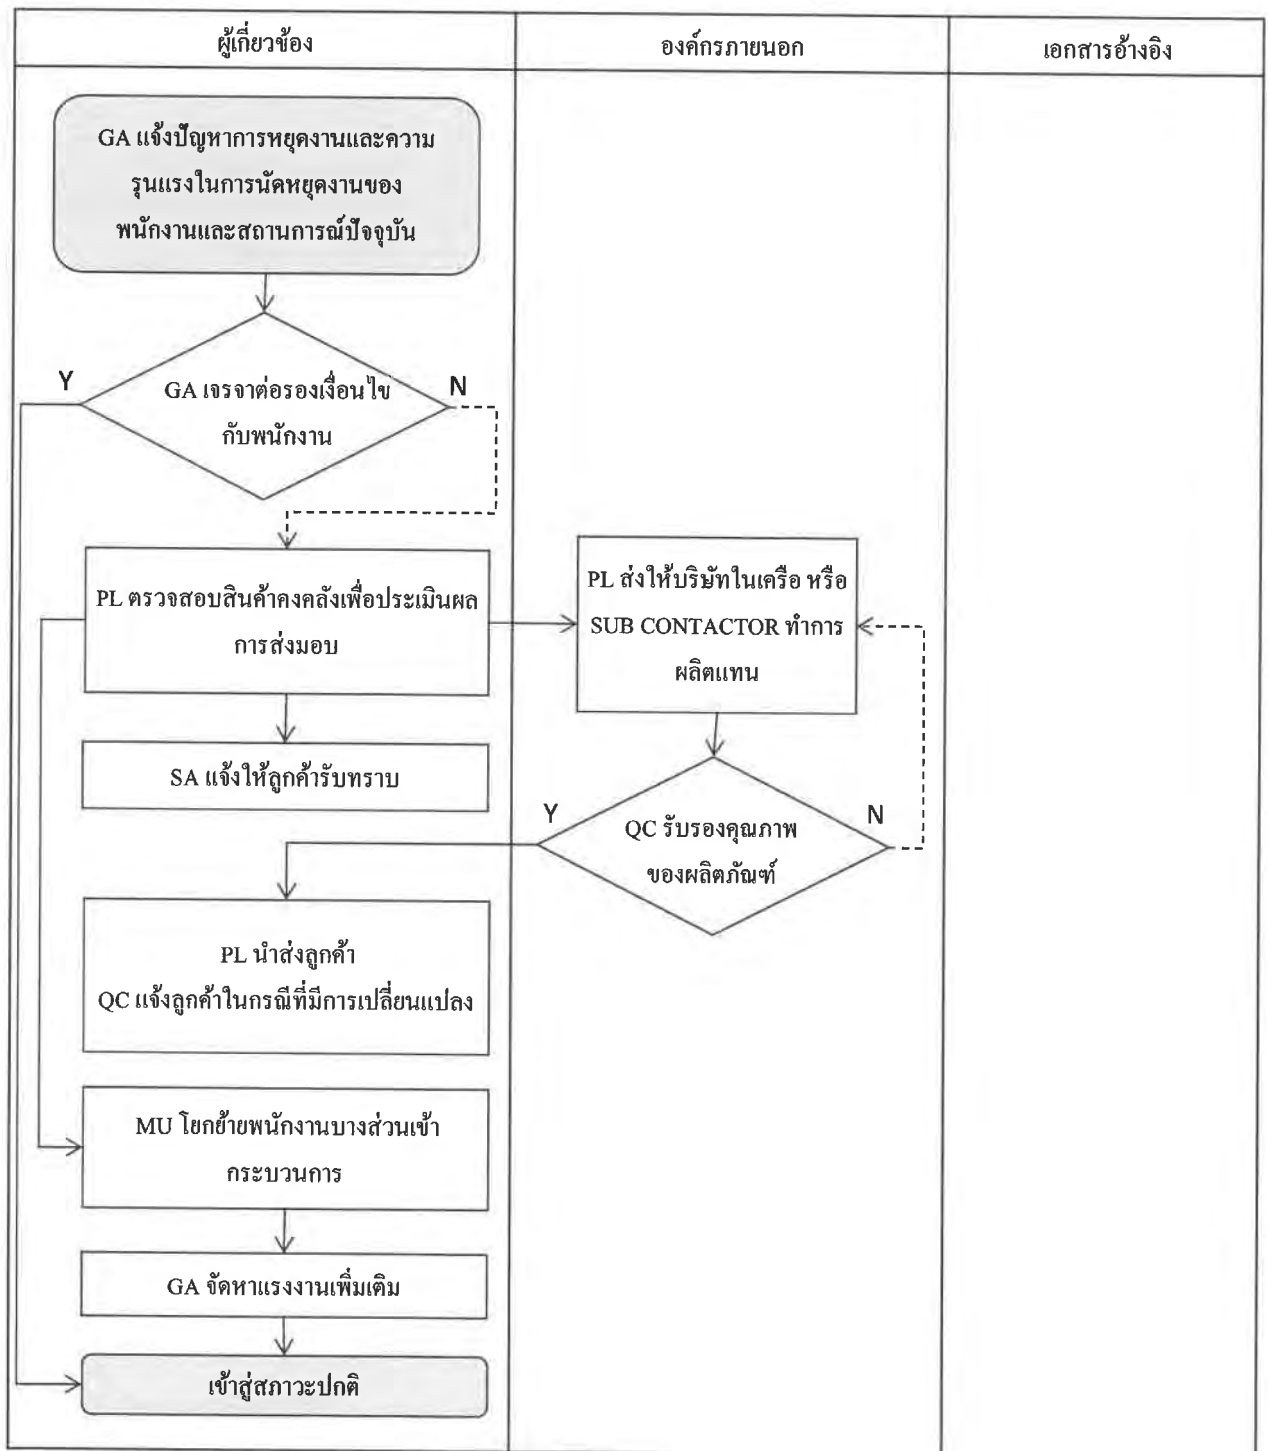 ผู้เกี่ยวข้อง
องค์กรภายนอก
เอกสารอ้างอิง
GA แจ้งปัญหาการหยุดงานและความ
รุนแรงในการนัดหยุดงานของ
พนักงานและสถานการณ์ปัจจุบัน
Y
GA เจรจาต่อรองเงื่อนไข
กับพนักงาน
N
PL ตรวจสอบสินค้าคงคลังเพื่อประเมินผล
การส่งมอบ
PL ส่งให้บริษัทในเครือ หรือ
SUB CONTACTOR ทำการ
ผลิตแทน
SA แจ้งให้ลูกค้ารับทราบ
Y
QC รับรองคุณภาพ
ของผลิตภัณฑ์
N
PL นำส่งลูกค้า
QC แจ้งลูกค้าในกรณีที่มีการเปลี่ยนแปลง
MU โยกย้ายพนักงานบางส่วนเข้า
กระบวนการ
GA จัดหาแรงงานเพิ่มเติม
เข้าสู่สภาวะปกติ